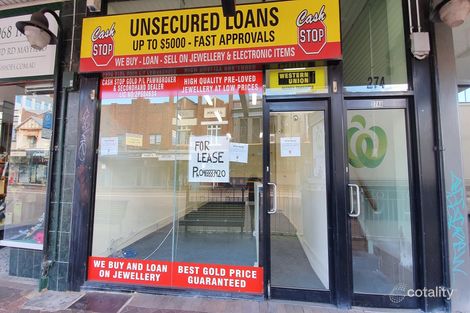 UNSECURED LOANS
UP TO $5000 - FAST APPROVALS
WE BUY - LOAN - SELL ON JEWELLERY & ELECTRONIC ITEMS
Cash
STOP
Cash
STOP
CASH STOP GOLD P/L PAWNBROKER
& SECONDHAND DEALER
HIGH QUALITY PRE-LOVED
JEWELLERY AT LOW PRICES
WESTERN UNION
274
FOR
LEASE
WE BUY AND LOAN
ON JEWELLERY
BEST GOLD PRICE
GUARANTEED
cotality